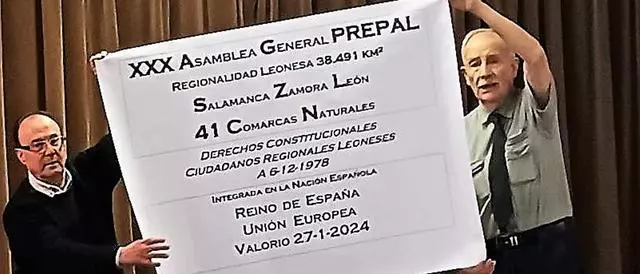 XXX Asamblea General PREPAL
Regionalidad Leonesa 38.491 km²
Salamanca Zamora León
41 Comarcas Naturales
Derechos Constitucionales
Ciudadanos Regionales Leoneses
a 6-12-1978
Integrada en la Nación Española
Reino de España
Unión Europea
Valorio 27-1-2024